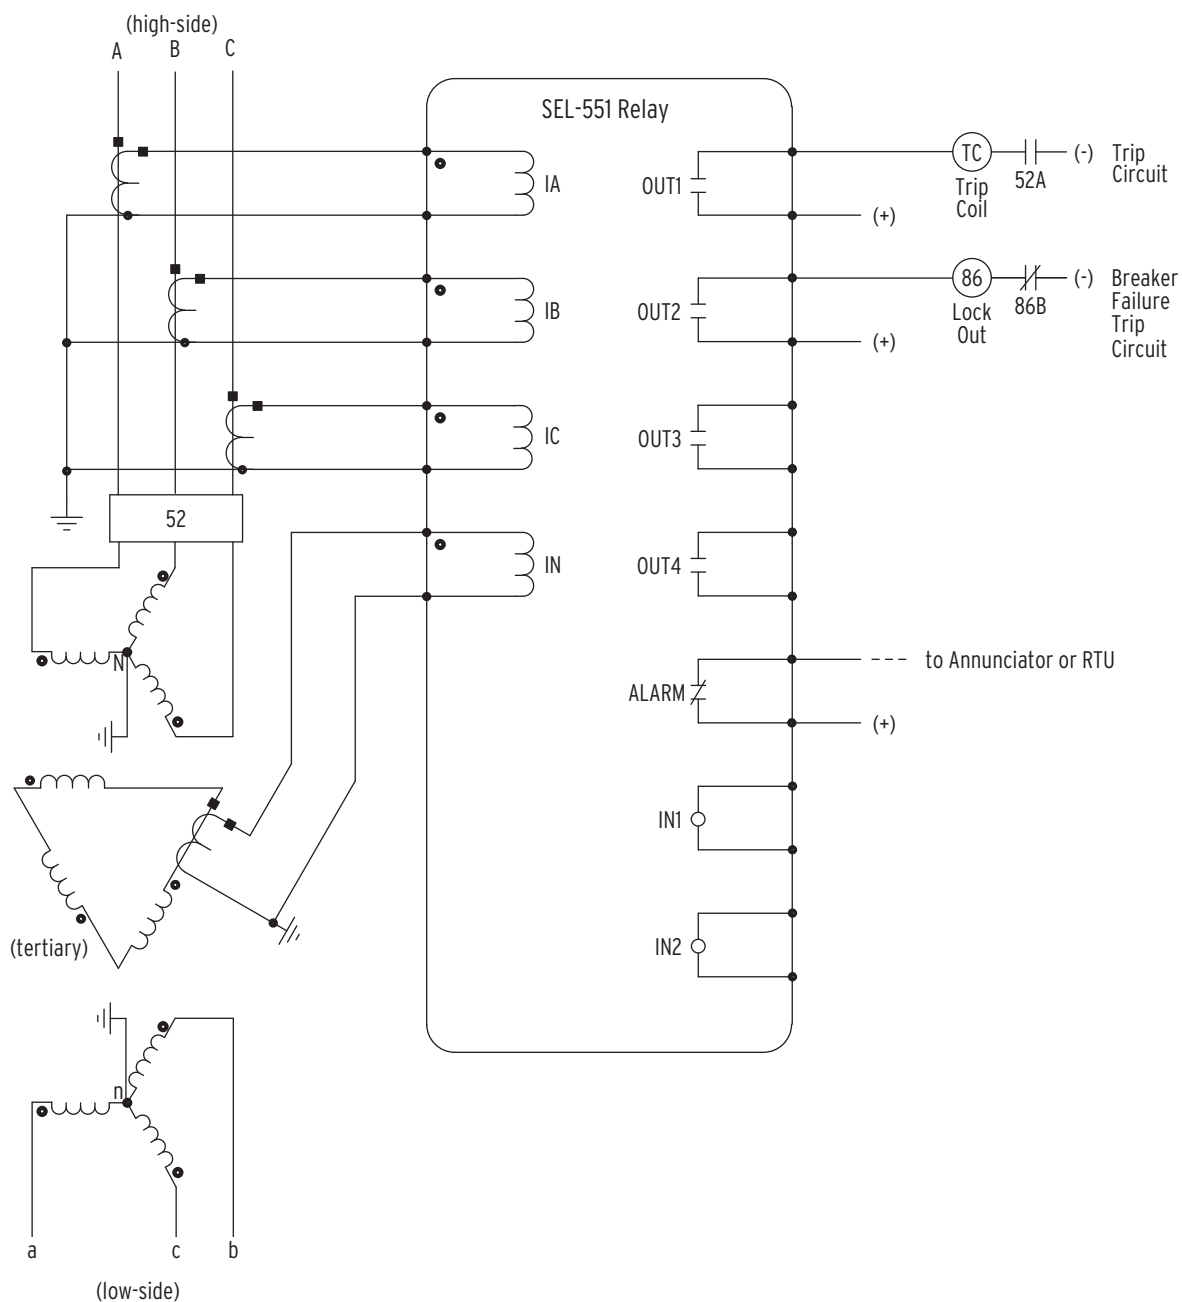 (high-side)
A B C
SEL-551 Relay
IA
OUT1
TC
Trip
Coil
52A
(-)
Trip
Circuit
(+)
IB
OUT2
86
Lock
Out
86B
(-)
Breaker
Failure
Trip
Circuit
(+)
IC
OUT3
52
IN
OUT4
N
ALARM
to Annunciator or RTU
(+)
IN1
(tertiary)
IN2
n
a c b
(low-side)